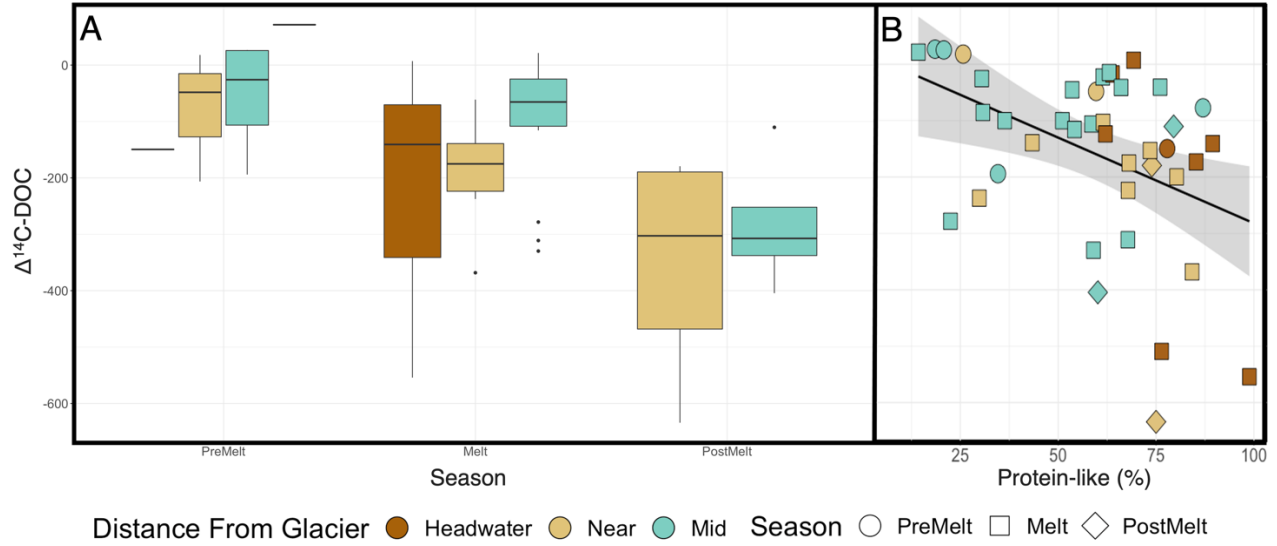 A
B
Δ¹⁴C-DOC
0
-200
-400
-600
PreMelt
Melt
PostMelt
Season
25
50
75
100
Protein-like (%)
Distance From Glacier Headwater Near Mid Season PreMelt Melt PostMelt